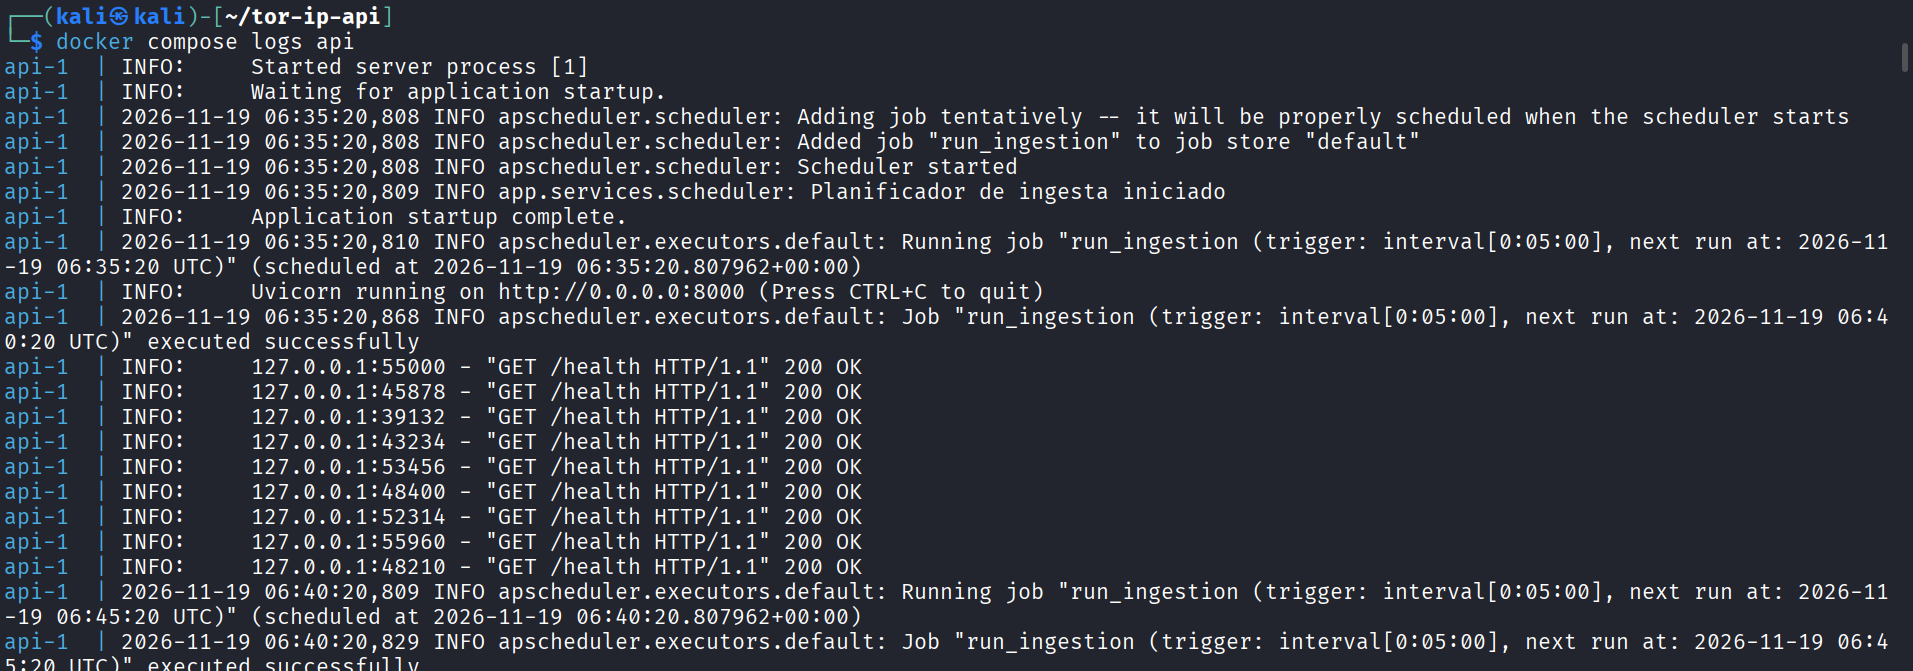 ┌──(kali㉿kali)-[~/tor-ip-api]
└─$ docker compose logs api
api-1  | INFO:     Started server process [1]
api-1  | INFO:     Waiting for application startup.
api-1  | 2026-11-19 06:35:20,808 INFO apscheduler.scheduler: Adding job tentatively -- it will be properly scheduled when the scheduler starts
api-1  | 2026-11-19 06:35:20,808 INFO apscheduler.scheduler: Added job "run_ingestion" to job store "default"
api-1  | 2026-11-19 06:35:20,808 INFO apscheduler.scheduler: Scheduler started
api-1  | 2026-11-19 06:35:20,809 INFO app.services.scheduler: Planificador de ingesta iniciado
api-1  | INFO:     Application startup complete.
api-1  | 2026-11-19 06:35:20,810 INFO apscheduler.executors.default: Running job "run_ingestion (trigger: interval[0:05:00], next run at: 2026-11
-19 06:35:20 UTC)" (scheduled at 2026-11-19 06:35:20.807962+00:00)
api-1  | INFO:     Uvicorn running on http://0.0.0.0:8000 (Press CTRL+C to quit)
api-1  | 2026-11-19 06:35:20,868 INFO apscheduler.executors.default: Job "run_ingestion (trigger: interval[0:05:00], next run at: 2026-11-19 06:4
0:20 UTC)" executed successfully
api-1  | INFO:     127.0.0.1:55000 - "GET /health HTTP/1.1" 200 OK
api-1  | INFO:     127.0.0.1:45878 - "GET /health HTTP/1.1" 200 OK
api-1  | INFO:     127.0.0.1:39132 - "GET /health HTTP/1.1" 200 OK
api-1  | INFO:     127.0.0.1:43234 - "GET /health HTTP/1.1" 200 OK
api-1  | INFO:     127.0.0.1:53456 - "GET /health HTTP/1.1" 200 OK
api-1  | INFO:     127.0.0.1:48400 - "GET /health HTTP/1.1" 200 OK
api-1  | INFO:     127.0.0.1:52314 - "GET /health HTTP/1.1" 200 OK
api-1  | INFO:     127.0.0.1:55960 - "GET /health HTTP/1.1" 200 OK
api-1  | INFO:     127.0.0.1:48210 - "GET /health HTTP/1.1" 200 OK
api-1  | 2026-11-19 06:40:20,809 INFO apscheduler.executors.default: Running job "run_ingestion (trigger: interval[0:05:00], next run at: 2026-11
-19 06:45:20 UTC)" (scheduled at 2026-11-19 06:40:20.807962+00:00)
api-1  | 2026-11-19 06:40:20,829 INFO apscheduler.executors.default: Job "run_ingestion (trigger: interval[0:05:00], next run at: 2026-11-19 06:4
5:20 UTC)" executed successfully